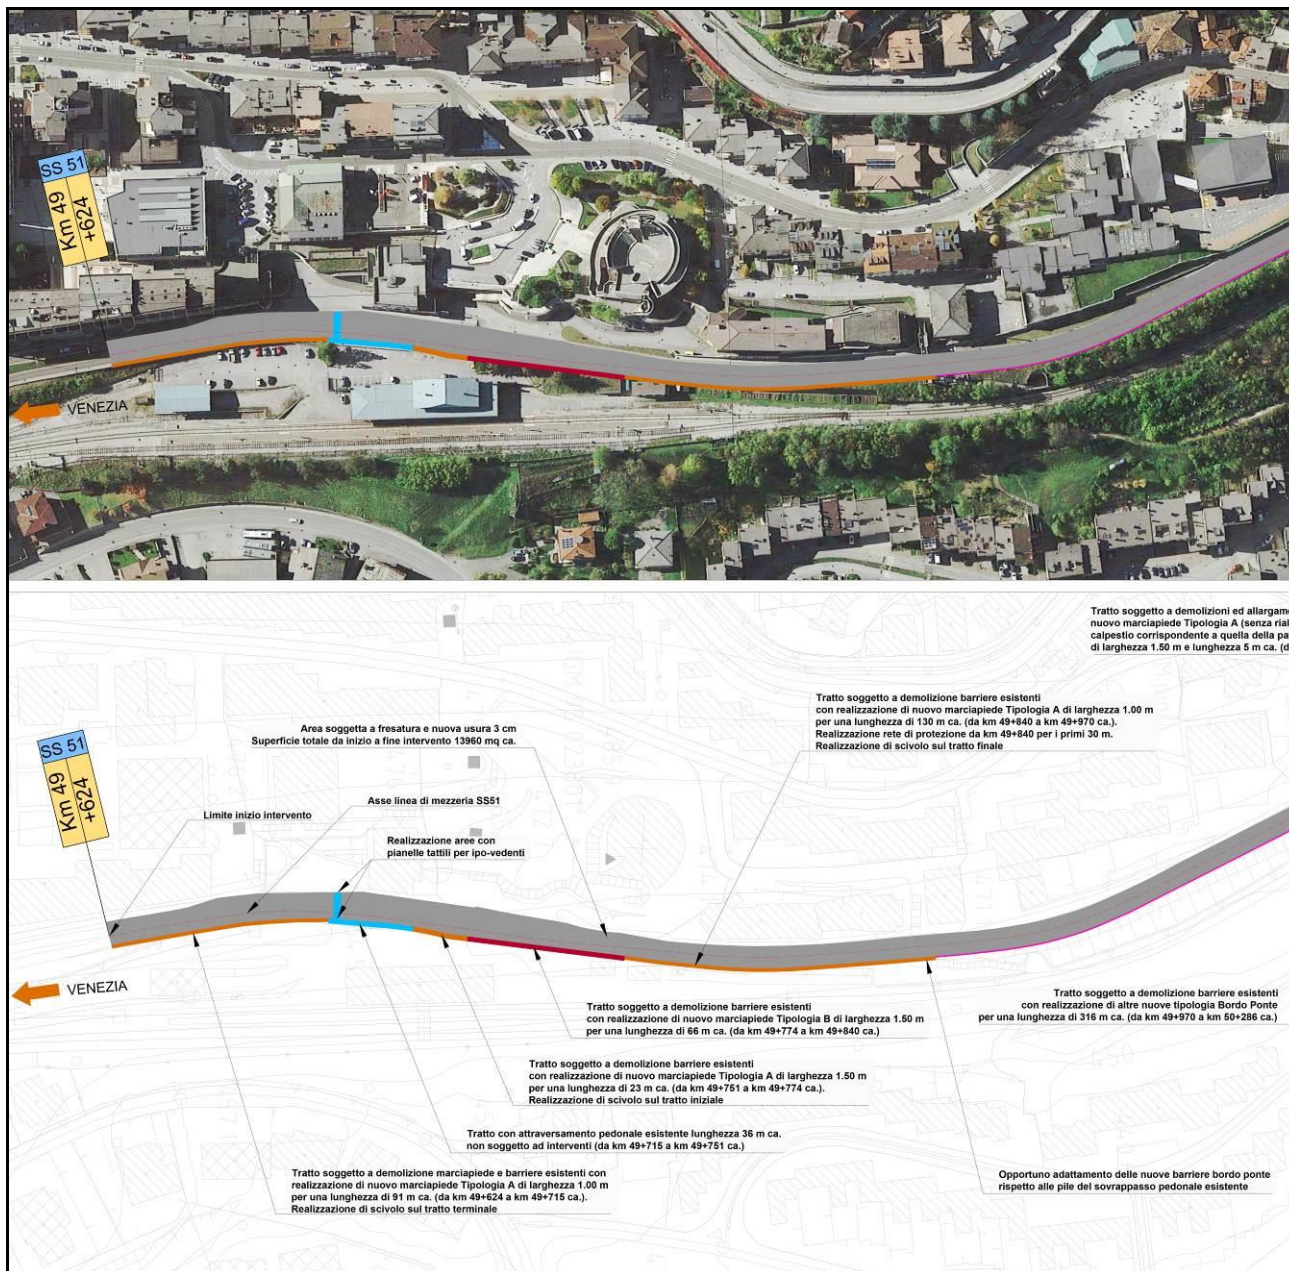 SS 51
Km 49
+624
VENEZIA
Tratto soggetto a demolizioni ed allargam
nuovo marciapiede Tipologia A (senza rial
calpestio corrispondente a quella della pa
di larghezza 1.50 m e lunghezza 5 m ca. (d
Tratto soggetto a demolizione barriere esistenti
con realizzazione di nuovo marciapiede Tipologia A di larghezza 1.00 m
per una lunghezza di 130 m ca. (da km 49+840 a km 49+970 ca.).
Realizzazione rete di protezione da km 49+840 per i primi 30 m.
Realizzazione di scivolo sul tratto finale
Area soggetta a fresatura e nuova usura 3 cm
Superficie totale da inizio a fine intervento 13960 mq ca.
SS 51
Km 49
+624
Asse linea di mezzeria SS51
Limite inizio intervento
Realizzazione aree con
pianelle tattili per ipo-vedenti
VENEZIA
Tratto soggetto a demolizione barriere esistenti
con realizzazione di altre nuove tipologia Bordo Ponte
per una lunghezza di 316 m ca. (da km 49+970 a km 50+286 ca.)
Tratto soggetto a demolizione barriere esistenti
con realizzazione di nuovo marciapiede Tipologia B di larghezza 1.50 m
per una lunghezza di 66 m ca. (da km 49+774 a km 49+840 ca.)
Tratto soggetto a demolizione barriere esistenti
con realizzazione di nuovo marciapiede Tipologia A di larghezza 1.50 m
per una lunghezza di 23 m ca. (da km 49+751 a km 49+774 ca.).
Realizzazione di scivolo sul tratto iniziale
Tratto con attraversamento pedonale esistente lunghezza 36 m ca.
non soggetto ad interventi (da km 49+715 a km 49+751 ca.)
Tratto soggetto a demolizione marciapiede e barriere esistenti con
realizzazione di nuovo marciapiede Tipologia A di larghezza 1.00 m
per una lunghezza di 91 m ca. (da km 49+624 a km 49+715 ca.).
Realizzazione di scivolo sul tratto terminale
Opportuno adattamento delle nuove barriere bordo ponte
rispetto alle pile del sovrappasso pedonale esistente